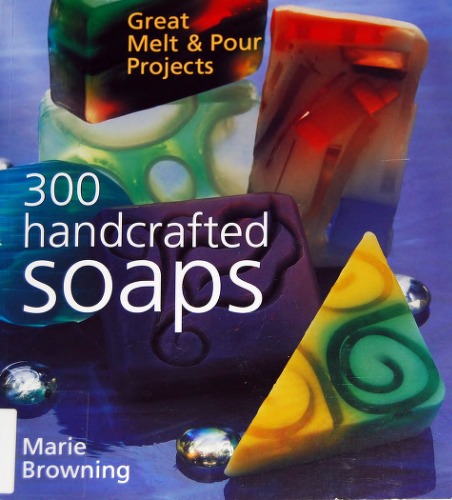 Great
Melt & Pour
Projects
300
handcrafted
soaps
Marie
Browning